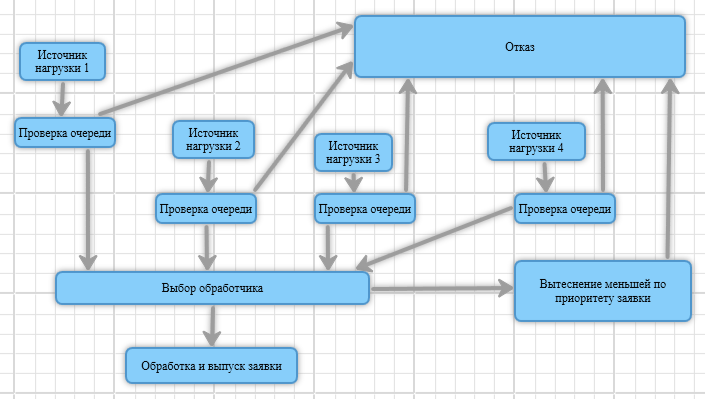 Отказ
Источник
нагрузки 1
Проверка очереди
Источник
нагрузки 2
Источник
нагрузки 3
Источник
нагрузки 4
Проверка очереди
Проверка очереди
Проверка очереди
Выбор обработчика
Вытеснение меньшей по
приоритету заявки
Обработка и выпуск заявки